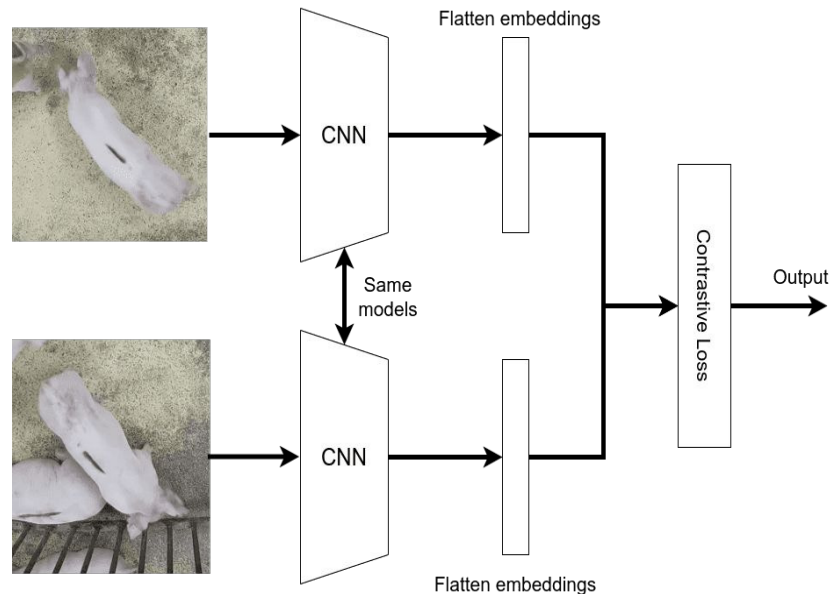 Flatten embeddings
CNN
Same
models
CNN
Flatten embeddings
Contrastive Loss
Output